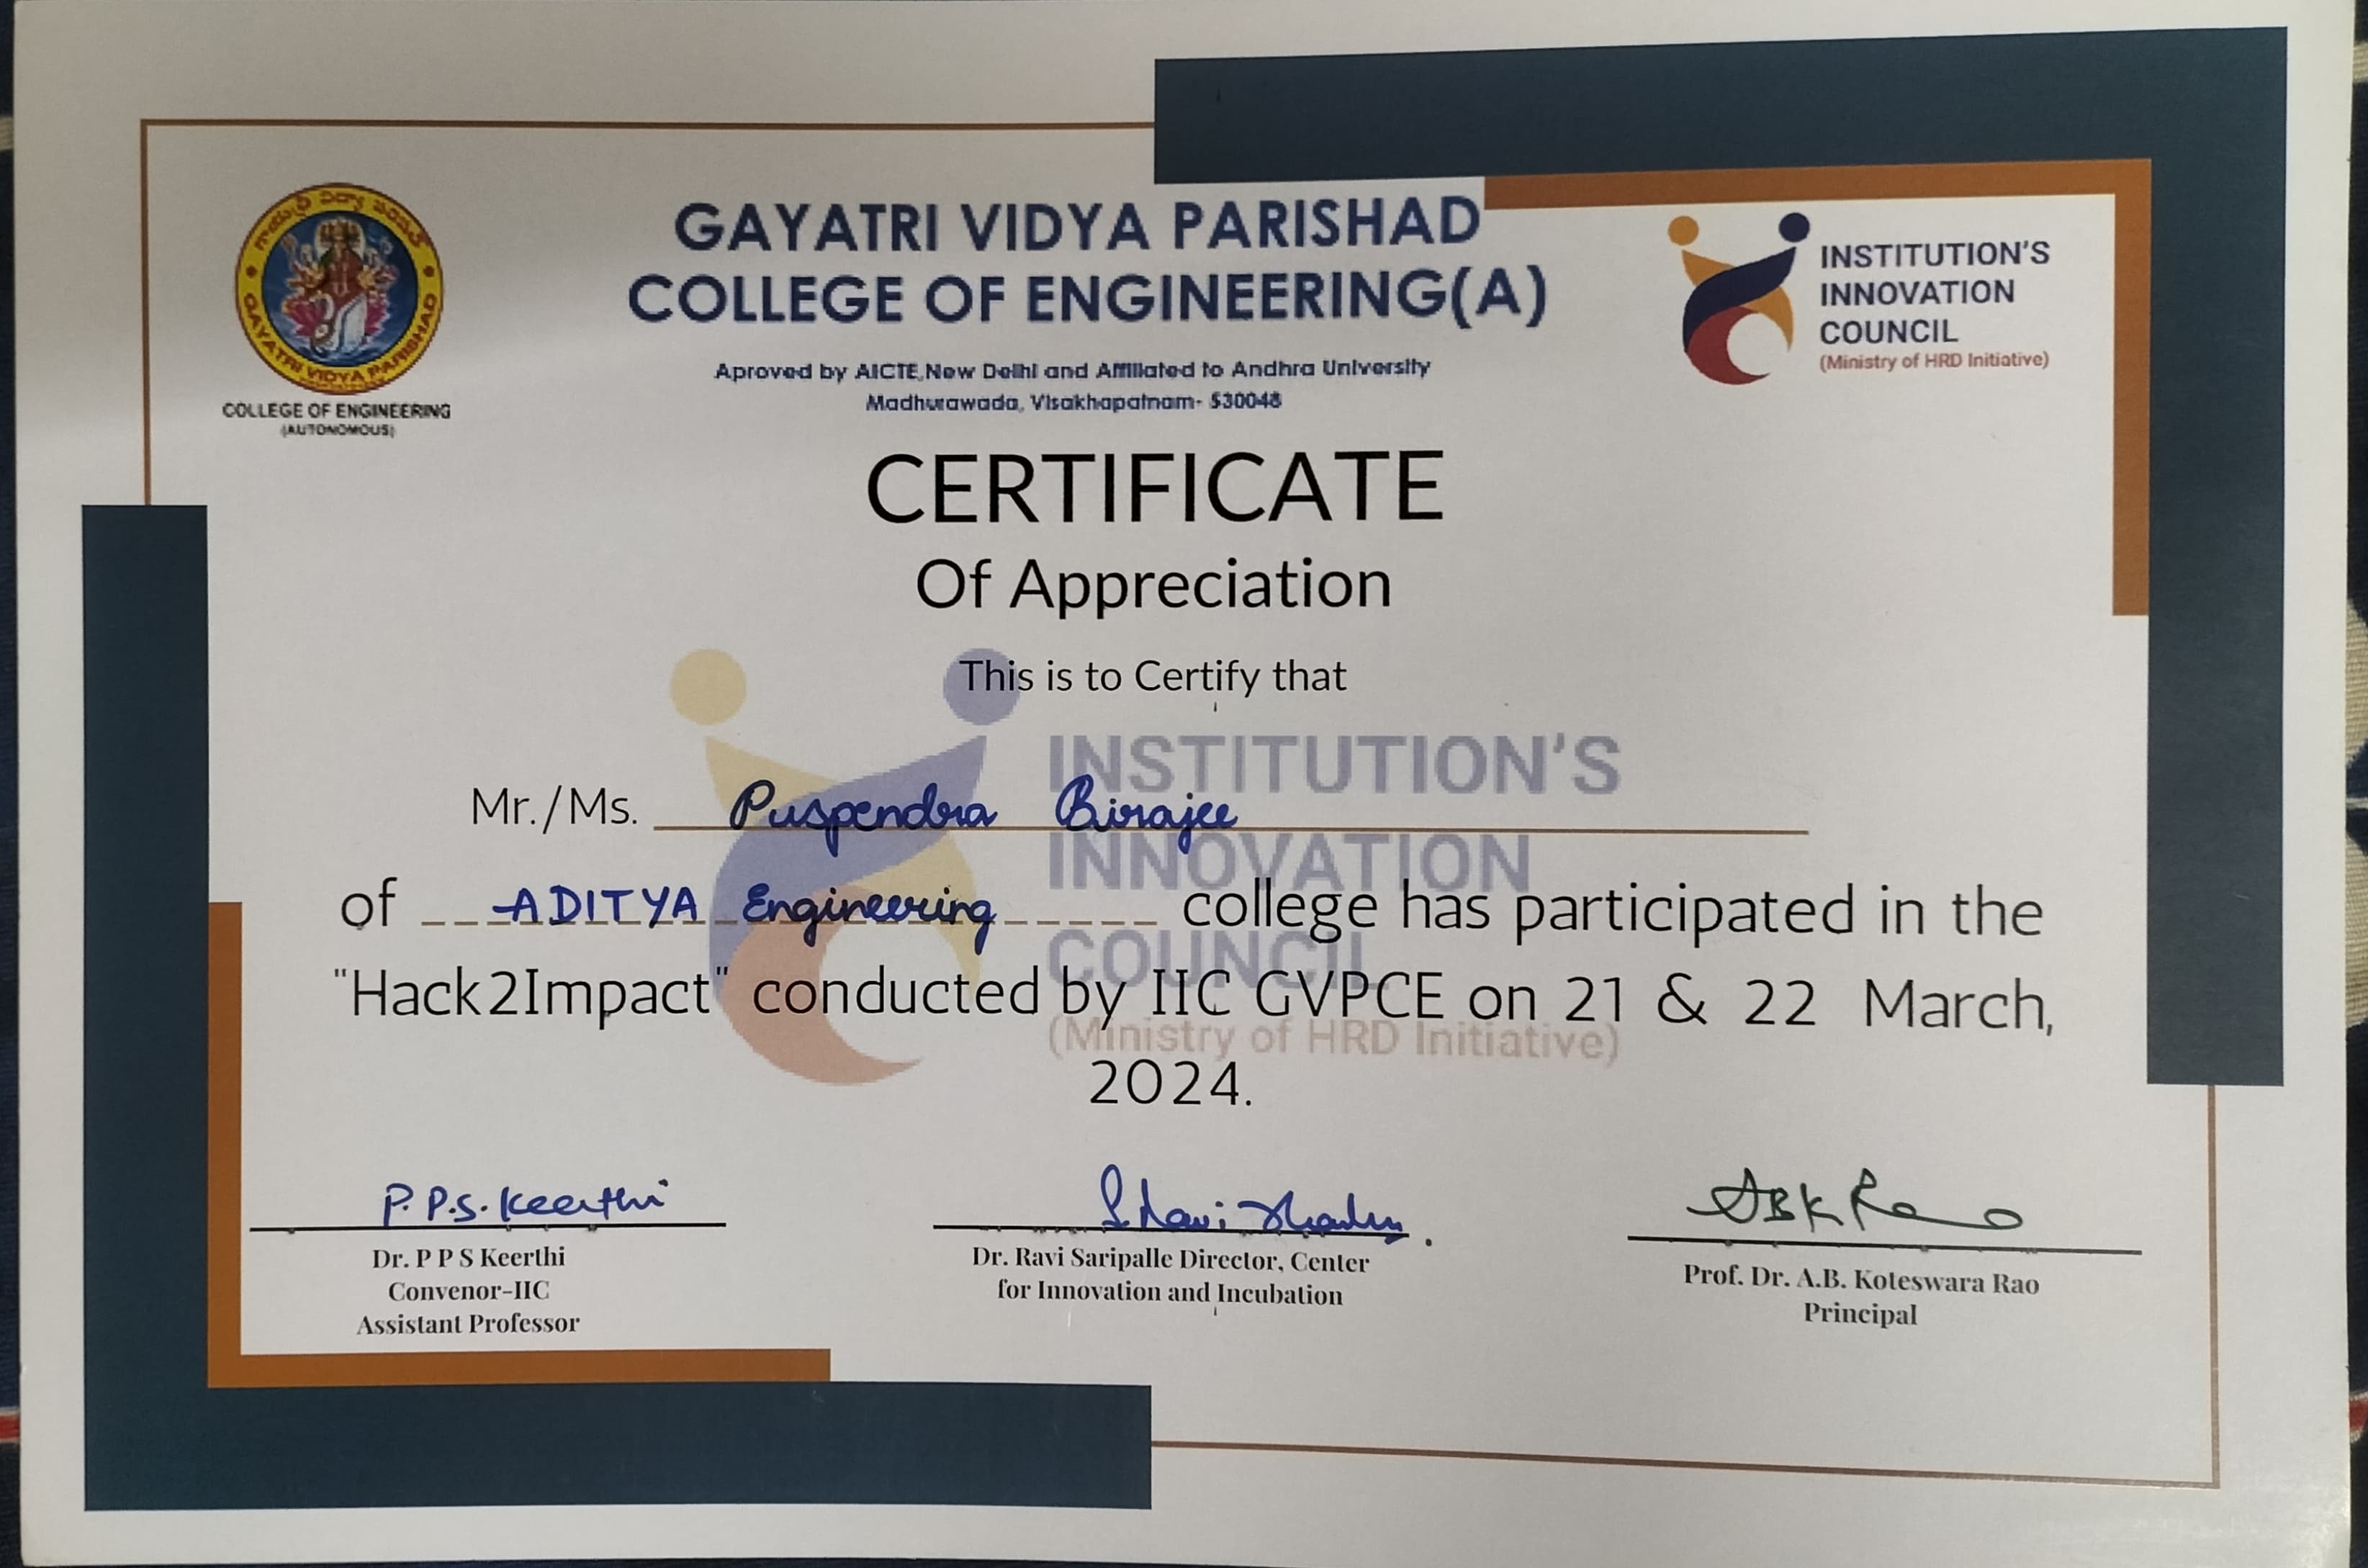 గాయత్రీ విద్యా పరిషత్
GAYATRI VIDYA PARISHAD
COLLEGE OF ENGINEERING
(AUTONOMOUS)
GAYATRI VIDYA PARISHAD
COLLEGE OF ENGINEERING(A)
Aproved by AICTE,New Delhi and Affiliated to Andhra University
Madhurawada, Visakhapatnam- 530048
INSTITUTION'S
INNOVATION
COUNCIL
(Ministry of HRD Initiative)
CERTIFICATE
Of Appreciation
This is to Certify that
INSTITUTION'S
INNOVATION
COUNCIL
(Ministry of HRD Initiative)
Mr./Ms. Puspendra Birajee
of ADITYA Engineering college has participated in the
"Hack2Impact" conducted by IIC GVPCE on 21 & 22 March,
2024.
P.P.S. Keerthi
Dr. P P S Keerthi
Convenor-IIC
Assistant Professor
Dr. Ravi Saripalle Director, Center
for Innovation and Incubation
ABK Rao
Prof. Dr. A.B. Koteswara Rao
Principal